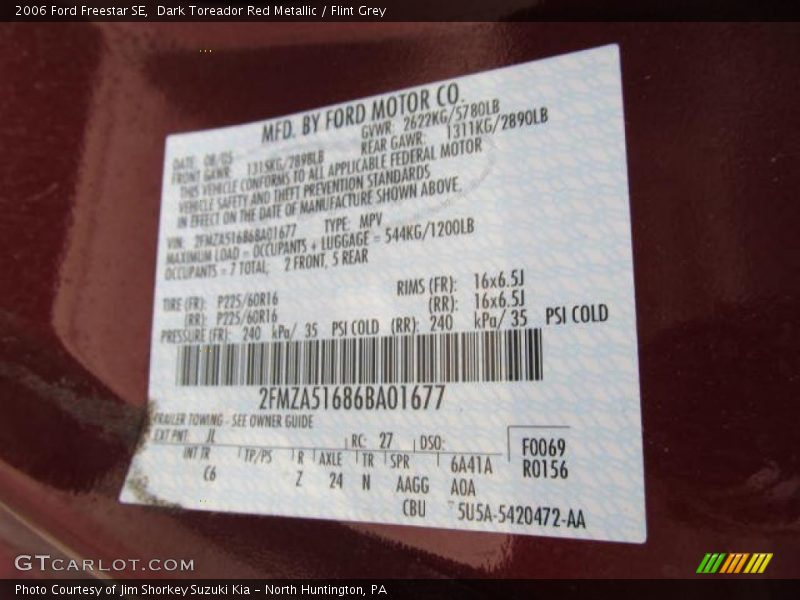 2006 Ford Freestar SE,  Dark Toreador Red Metallic / Flint Grey
MFD. BY FORD MOTOR CO.
DATE: 08/05 GVWR: 2622KG/5780LB
FRONT GAWR: 1315KG/2898LB REAR GAWR: 1311KG/2890LB
THIS VEHICLE CONFORMS TO ALL APPLICABLE FEDERAL MOTOR
VEHICLE SAFETY AND THEFT PREVENTION STANDARDS
IN EFFECT ON THE DATE OF MANUFACTURE SHOWN ABOVE.
VIN: 2FMZA51686BA01677 TYPE: MPV
MAXIMUM LOAD = OCCUPANTS + LUGGAGE = 544KG/1200LB
OCCUPANTS = 7 TOTAL; 2 FRONT, 5 REAR
TIRE (FR): P225/60R16 RIMS (FR): 16x6.5J
(RR): P225/60R16 (RR): 16x6.5J
PRESSURE (FR): 240 kPa/ 35 PSI COLD (RR): 240 kPa/ 35 PSI COLD
2FMZA51686BA01677
TRAILER TOWING - SEE OWNER GUIDE
EXT PNT: JL RC: 27 DSO: F0069
INT TR TP/PS R AXLE TR SPR 6A41A R0156
C6 Z 24 N AAGG A0A
CBU 5U5A-5420472-AA
GTCARLOT.COM
Photo Courtesy of Jim Shorkey Suzuki Kia - North Huntington, PA